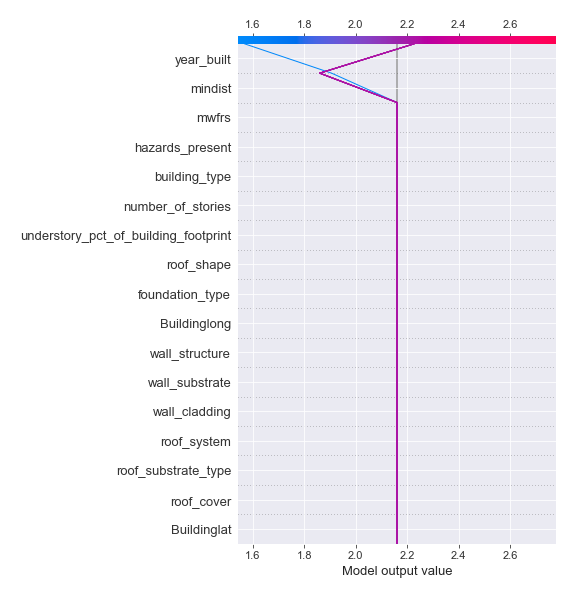 1.6 1.8 2.0 2.2 2.4 2.6
year_built
mindist
mwfrs
hazards_present
building_type
number_of_stories
understory_pct_of_building_footprint
roof_shape
foundation_type
Buildinglong
wall_structure
wall_substrate
wall_cladding
roof_system
roof_substrate_type
roof_cover
Buildinglat
1.6 1.8 2.0 2.2 2.4 2.6
Model output value